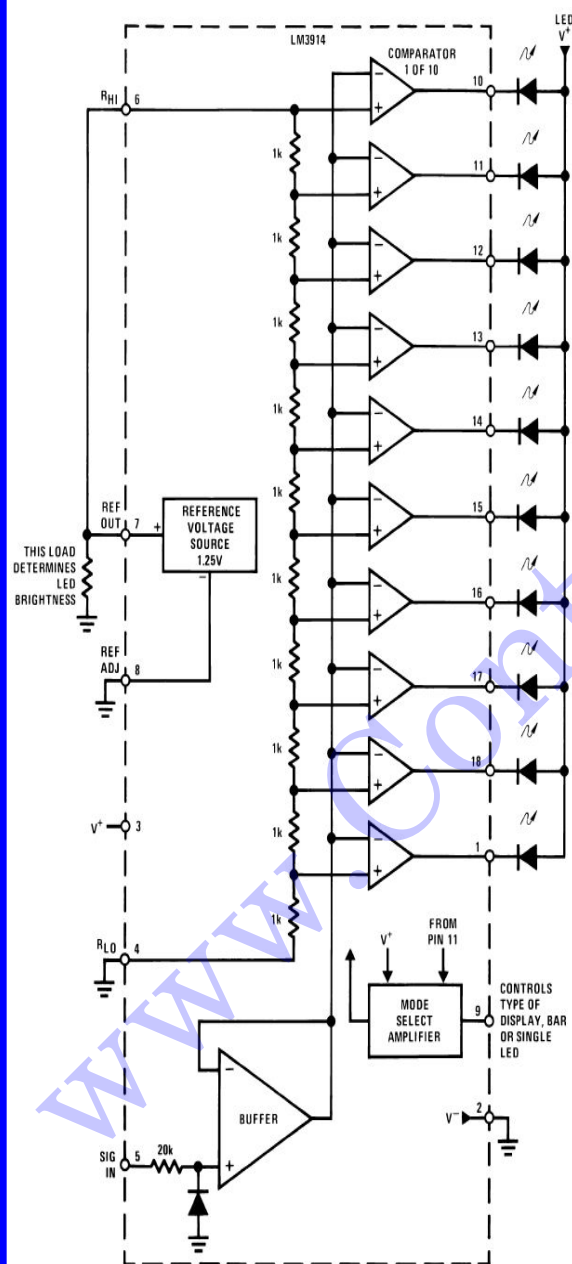 LED
V+
LM3914
COMPARATOR
1 OF 10
10
RHI
6
1k
11
1k
12
1k
13
1k
14
1k
REF
OUT
7
+
REFERENCE
VOLTAGE
SOURCE
1.25V
−
15
THIS LOAD
DETERMINES
LED
BRIGHTNESS
1k
16
1k
REF
ADJ
8
17
1k
18
V+
3
1k
1
1k
RLO
4
V+
FROM
PIN 11
MODE
SELECT
AMPLIFIER
9
CONTROLS
TYPE OF
DISPLAY, BAR
OR SINGLE
LED
−
BUFFER
+
V−
2
SIG
IN
5
20k
−
+
−
+
−
+
−
+
−
+
−
+
−
+
−
+
−
+
−
+
www.Cont